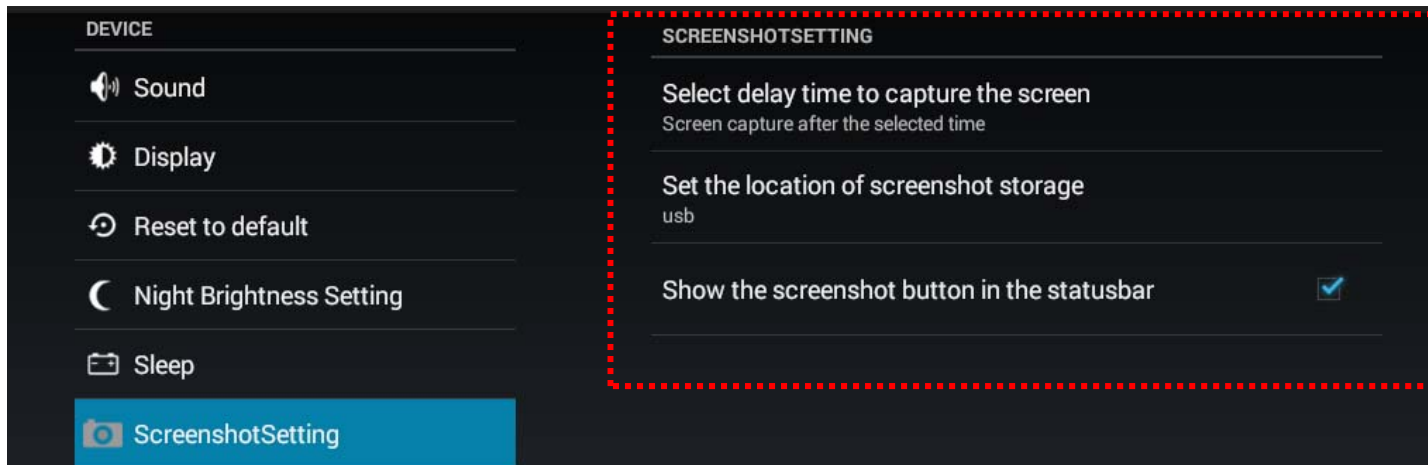 DEVICE
Sound
Display
Reset to default
Night Brightness Setting
Sleep
ScreenshotSetting
SCREENSHOTSETTING
Select delay time to capture the screen
Screen capture after the selected time
Set the location of screenshot storage
usb
Show the screenshot button in the statusbar